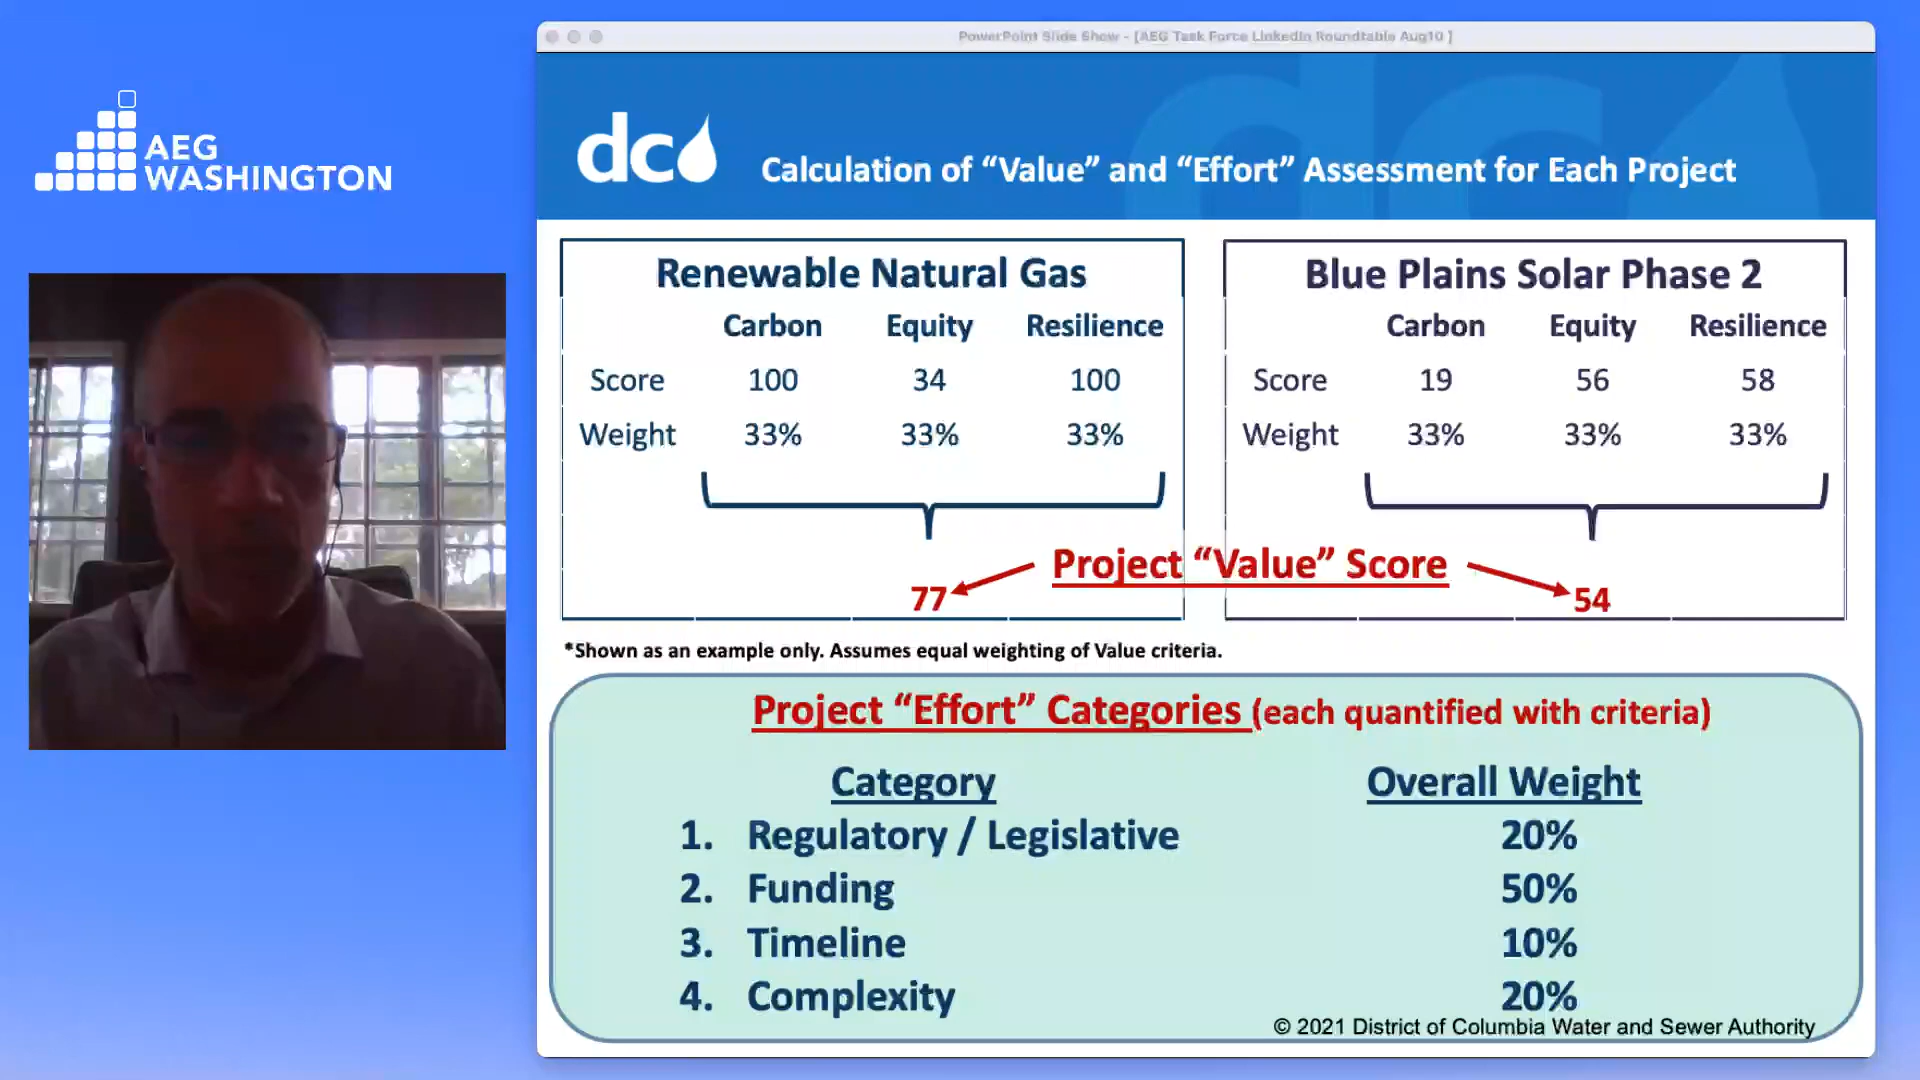 PowerPoint Slide Show - [AEG Task Force LinkedIn Roundtable Aug10 ]
AEG
WASHINGTON
dc
Calculation of “Value” and “Effort” Assessment for Each Project
Renewable Natural Gas
Carbon Equity Resilience
Score 100 34 100
Weight 33% 33% 33%
Blue Plains Solar Phase 2
Carbon Equity Resilience
Score 19 56 58
Weight 33% 33% 33%
Project “Value” Score
77
54
*Shown as an example only. Assumes equal weighting of Value criteria.
Project “Effort” Categories (each quantified with criteria)
Category Overall Weight
1. Regulatory / Legislative 20%
2. Funding 50%
3. Timeline 10%
4. Complexity 20%
© 2021 District of Columbia Water and Sewer Authority